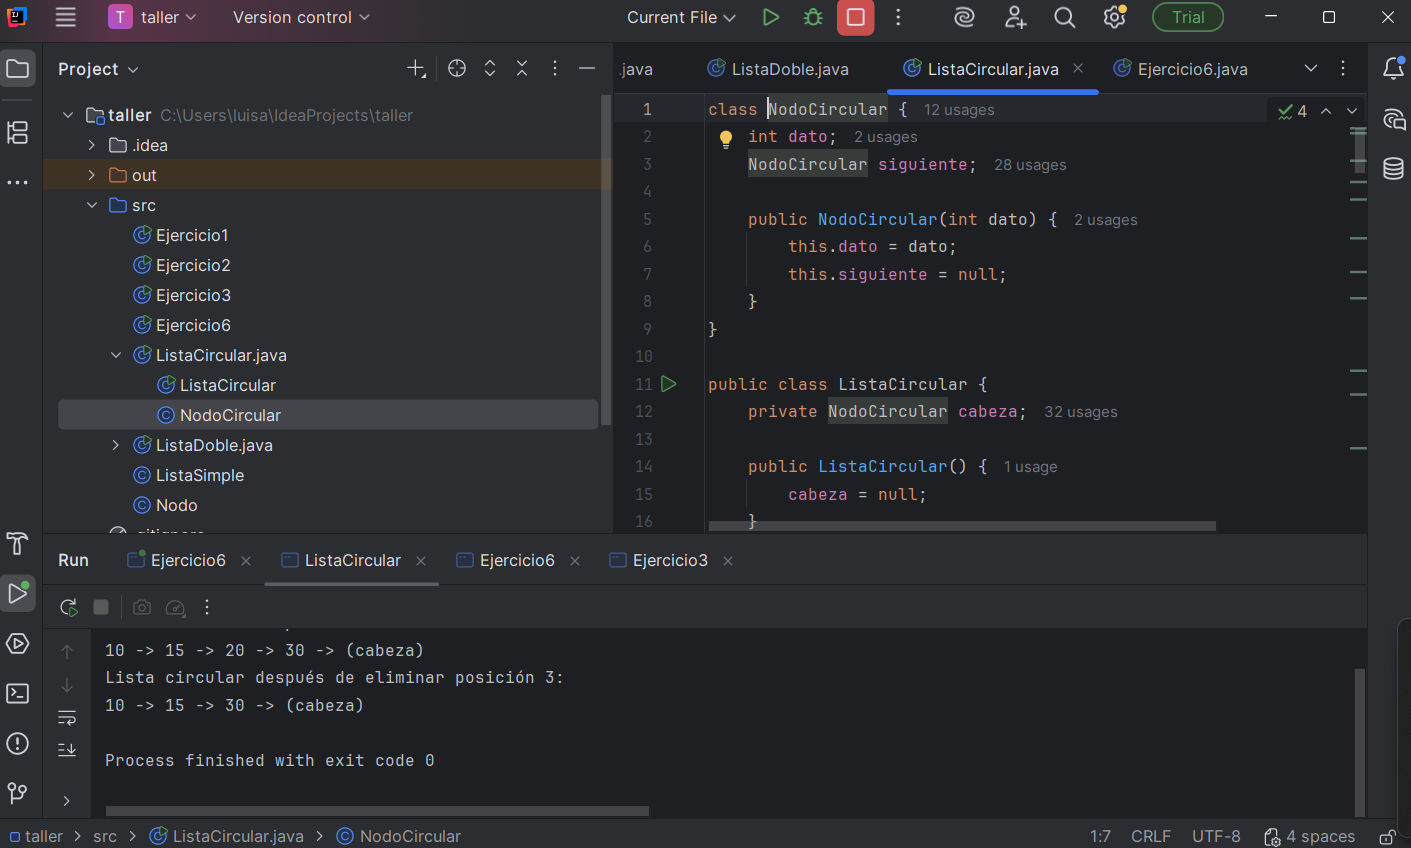 T taller Version control Current File Trial
Project
.java ListaDoble.java ListaCircular.java Ejercicio6.java
taller C:\Users\luisa\IdeaProjects\taller
.idea
out
src
Ejercicio1
Ejercicio2
Ejercicio3
Ejercicio6
ListaCircular.java
ListaCircular
NodoCircular
ListaDoble.java
ListaSimple
Nodo
1 class NodoCircular { 12 usages
4
2 int dato; 2 usages
3 NodoCircular siguiente; 28 usages
4
5 public NodoCircular(int dato) { 2 usages
6 this.dato = dato;
7 this.siguiente = null;
8 }
9 }
10
11 public class ListaCircular {
12 private NodoCircular cabeza; 32 usages
13
14 public ListaCircular() { 1 usage
15 cabeza = null;
16 }
Run Ejercicio6 ListaCircular Ejercicio6 Ejercicio3
10 -> 15 -> 20 -> 30 -> (cabeza)
Lista circular después de eliminar posición 3:
10 -> 15 -> 30 -> (cabeza)
Process finished with exit code 0
taller > src > ListaCircular.java > NodoCircular 1:7 CRLF UTF-8 4 spaces